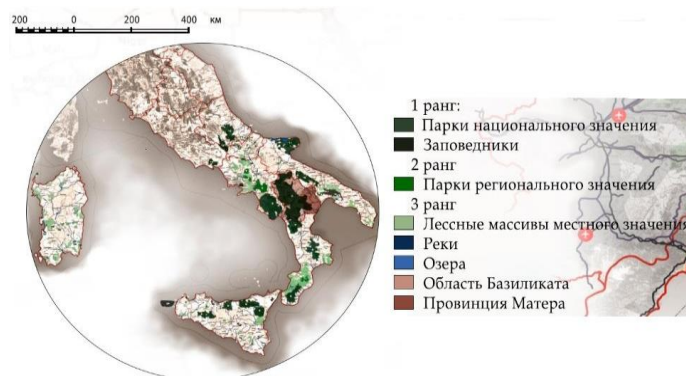 200 0 200 400 км
1 ранг:
Парки национального значения
Заповедники
2 ранг
Парки регионального значения
3 ранг
Лессные массивы местного значения
Реки
Озера
Область Базиликата
Провинция Матера